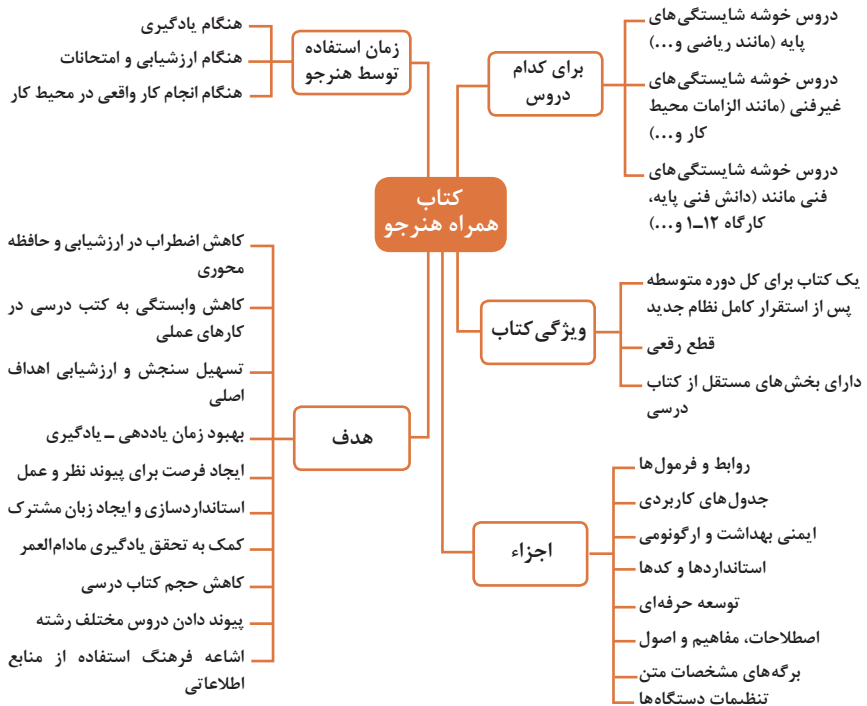 کتاب
همراه هنرجو
برای کدام
دروس
دروس خوشه شایستگی‌های
پایه (مانند ریاضی و...)
دروس خوشه شایستگی‌های
غیرفنی (مانند الزامات محیط
کار و...)
دروس خوشه شایستگی‌های
فنی مانند (دانش فنی پایه،
کارگاه ۱۲ـ۱ و...)
ویژگی کتاب
یک کتاب برای کل دوره متوسطه
پس از استقرار کامل نظام جدید
قطع رقعی
دارای بخش‌های مستقل از کتاب
درسی
اجزاء
روابط و فرمول‌ها
جدول‌های کاربردی
ایمنی بهداشت و ارگونومی
استانداردها و کدها
توسعه حرفه‌ای
اصطلاحات، مفاهیم و اصول
برگه‌های مشخصات متن
تنظیمات دستگاه‌ها
زمان استفاده
توسط هنرجو
هنگام یادگیری
هنگام ارزشیابی و امتحانات
هنگام انجام کار واقعی در محیط کار
هدف
کاهش اضطراب در ارزشیابی و حافظه
محوری
کاهش وابستگی به کتب درسی در
کارهای عملی
تسهیل سنجش و ارزشیابی اهداف
اصلی
بهبود زمان یاددهی ـ یادگیری
ایجاد فرصت برای پیوند نظر و عمل
استانداردسازی و ایجاد زبان مشترک
کمک به تحقق یادگیری مادام‌العمر
کاهش حجم کتاب درسی
پیوند دادن دروس مختلف رشته
اشاعه فرهنگ استفاده از منابع
اطلاعاتی